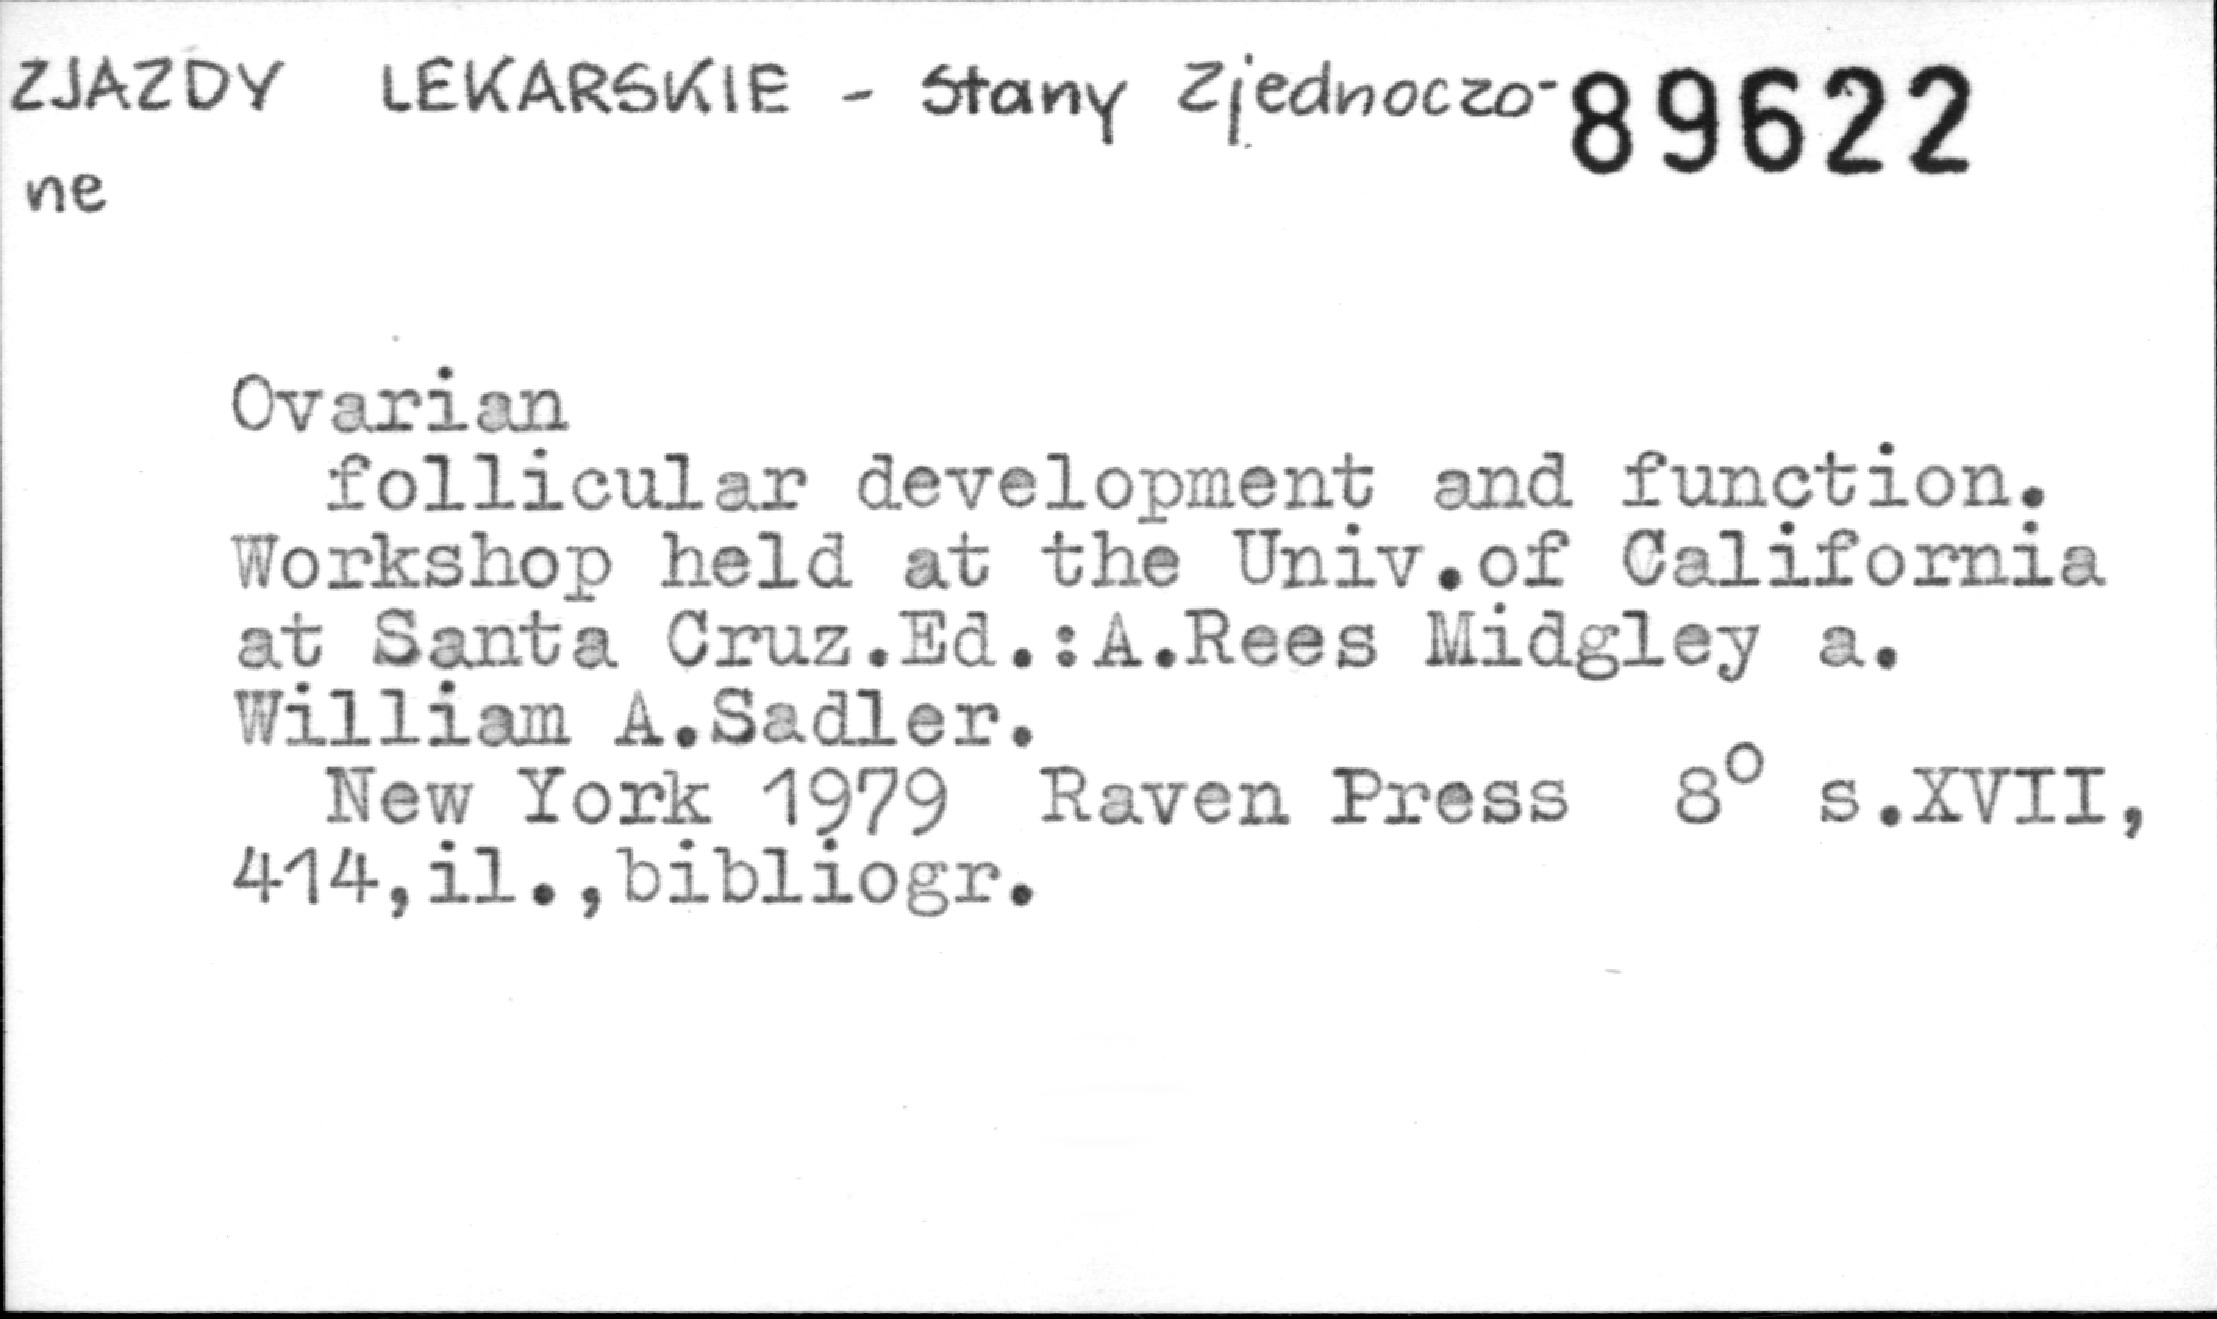 ZJAZDY LEKARSKIE - Stany Zjednoczo- 89622
ne
Ovarian
follicular development and function.
Workshop held at the Univ.of California
at Santa Cruz.Ed.:A.Rees Midgley a.
William A.Sadler.
New York 1979 Raven Press 8° s.XVII,
414,il.,bibliogr.